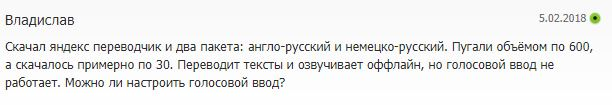 Владислав
5.02.2018
Скачал яндекс переводчик и два пакета: англо-русский и немецко-русский. Пугали объёмом по 600,
а скачалось примерно по 30. Переводит тексты и озвучивает оффлайн, но голосовой ввод не
работает. Можно ли настроить голосовой ввод?